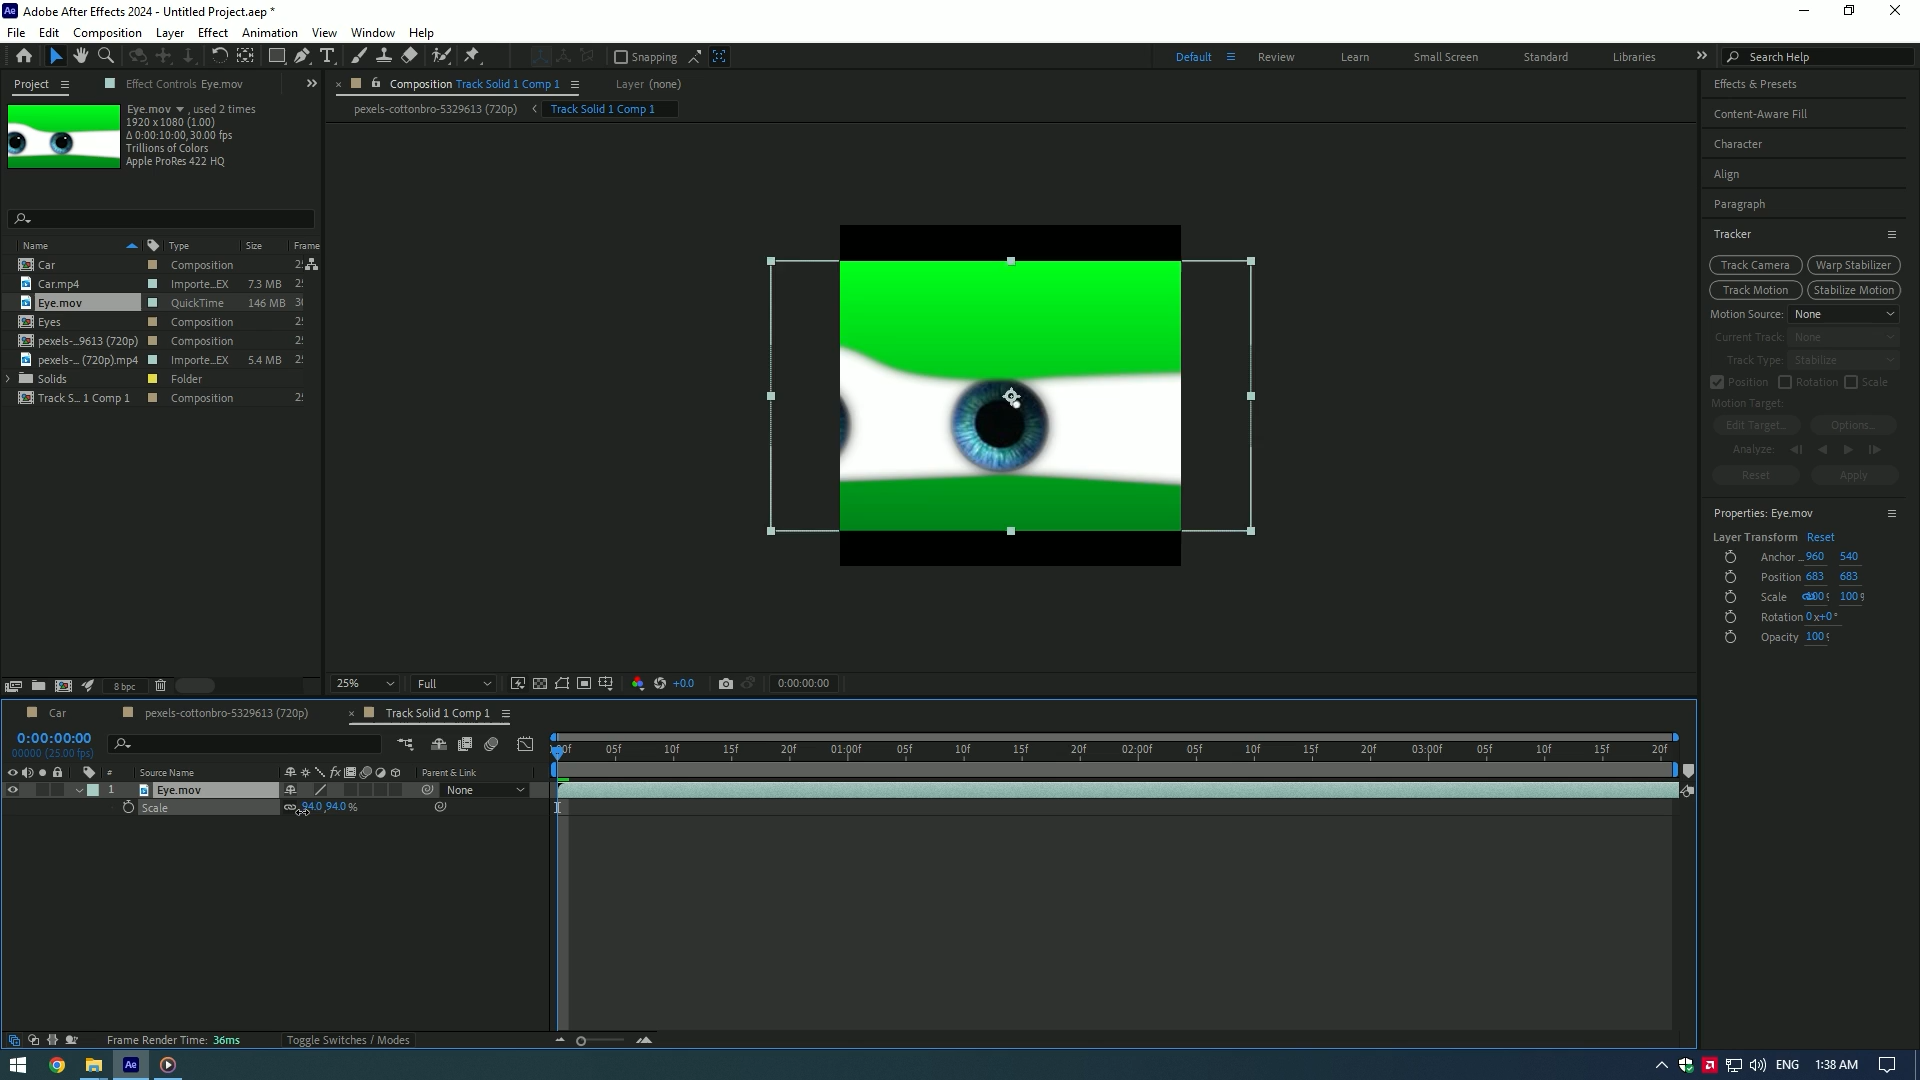 Ae Adobe After Effects 2024 - Untitled Project.aep *
File Edit Composition Layer Effect Animation View Window Help
Snapping Default Review Learn Small Screen Standard Libraries Search Help
Project Effect Controls Eye.mov
Eye.mov , used 2 times
1920 x 1080 (1.00)
Δ 0:00:10:00, 30.00 fps
Trillions of Colors
Apple ProRes 422 HQ
Name Type Size Frame
Car Composition
Car.mp4 Importe...EX 7.3 MB
Eye.mov QuickTime 146 MB
Eyes Composition
pexels-...9613 (720p) Composition
pexels-... (720p).mp4 Importe...EX 5.4 MB
Solids Folder
Track S... 1 Comp 1 Composition
8 bpc
Composition Track Solid 1 Comp 1 Layer (none)
pexels-cottonbro-5329613 (720p) Track Solid 1 Comp 1
25% Full +0.0 0:00:00:00
Effects & Presets
Content-Aware Fill
Character
Align
Paragraph
Tracker
Track Camera Warp Stabilizer
Track Motion Stabilize Motion
Motion Source: None
Current Track: None
Track Type: Stabilize
Position Rotation Scale
Motion Target:
Edit Target... Options...
Analyze:
Reset Apply
Properties: Eye.mov
Layer Transform Reset
Anchor ... 960 540
Position 683 683
Scale 100 100
Rotation 0x+0°
Opacity 100
Car pexels-cottonbro-5329613 (720p) Track Solid 1 Comp 1
0:00:00:00
00000 (25.00 fps)
05f 10f 15f 20f 01:00f 05f 10f 15f 20f 02:00f 05f 10f 15f 20f 03:00f 05f 10f 15f 20f
# Source Name fx Parent & Link
1 Eye.mov None
Scale 94.0, 94.0 %
Frame Render Time: 36ms Toggle Switches / Modes
Ae ENG 1:38 AM